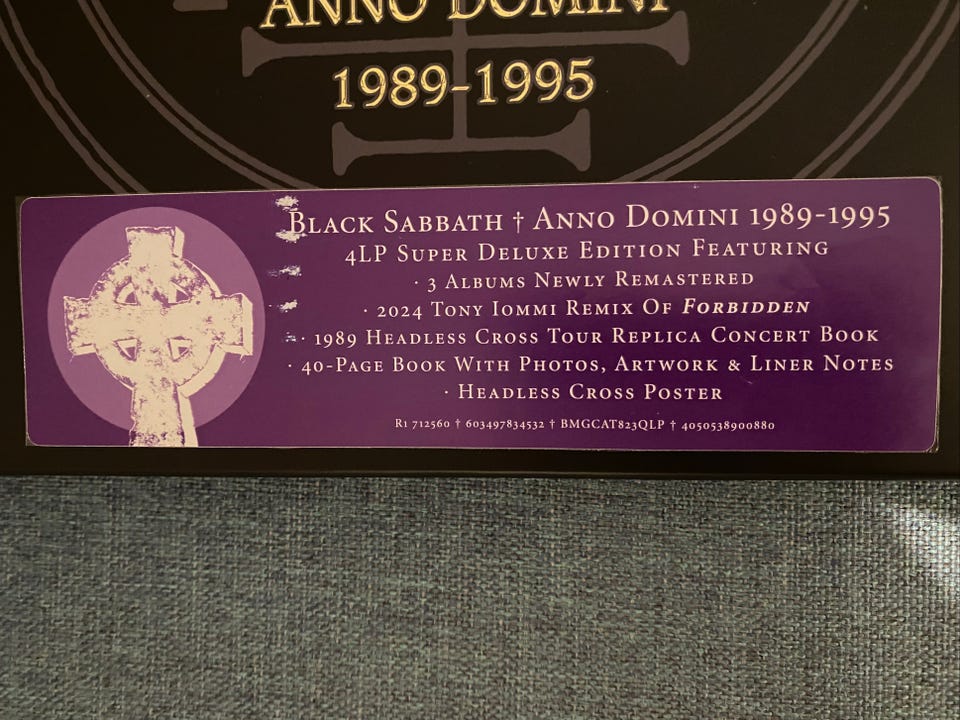 ANNO DOMINI
1989-1995
BLACK SABBATH † ANNO DOMINI 1989-1995
4LP SUPER DELUXE EDITION FEATURING
· 3 ALBUMS NEWLY REMASTERED
· 2024 TONY IOMMI REMIX OF FORBIDDEN
· 1989 HEADLESS CROSS TOUR REPLICA CONCERT BOOK
· 40-PAGE BOOK WITH PHOTOS, ARTWORK & LINER NOTES
· HEADLESS CROSS POSTER
R1 712560 † 603497834532 † BMGCAT823QLP † 4050538900880